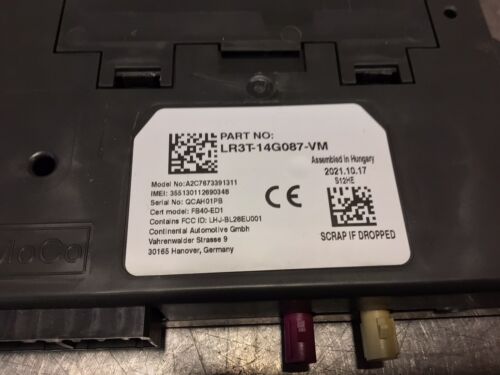 PART NO:
LR3T-14G087-VM
Model No:A2C7673391311
IMEI: 355130112690348
Serial No: QCAH01PB
Cert model: FB40-ED1
Contains FCC ID: LHJ-BL28EU001
Continental Automotive Gmbh
Vahrenwalder Strasse 9
30165 Hanover, Germany
CE
Assembled in Hungary
2021.10.17
S12HE
SCRAP IF DROPPED